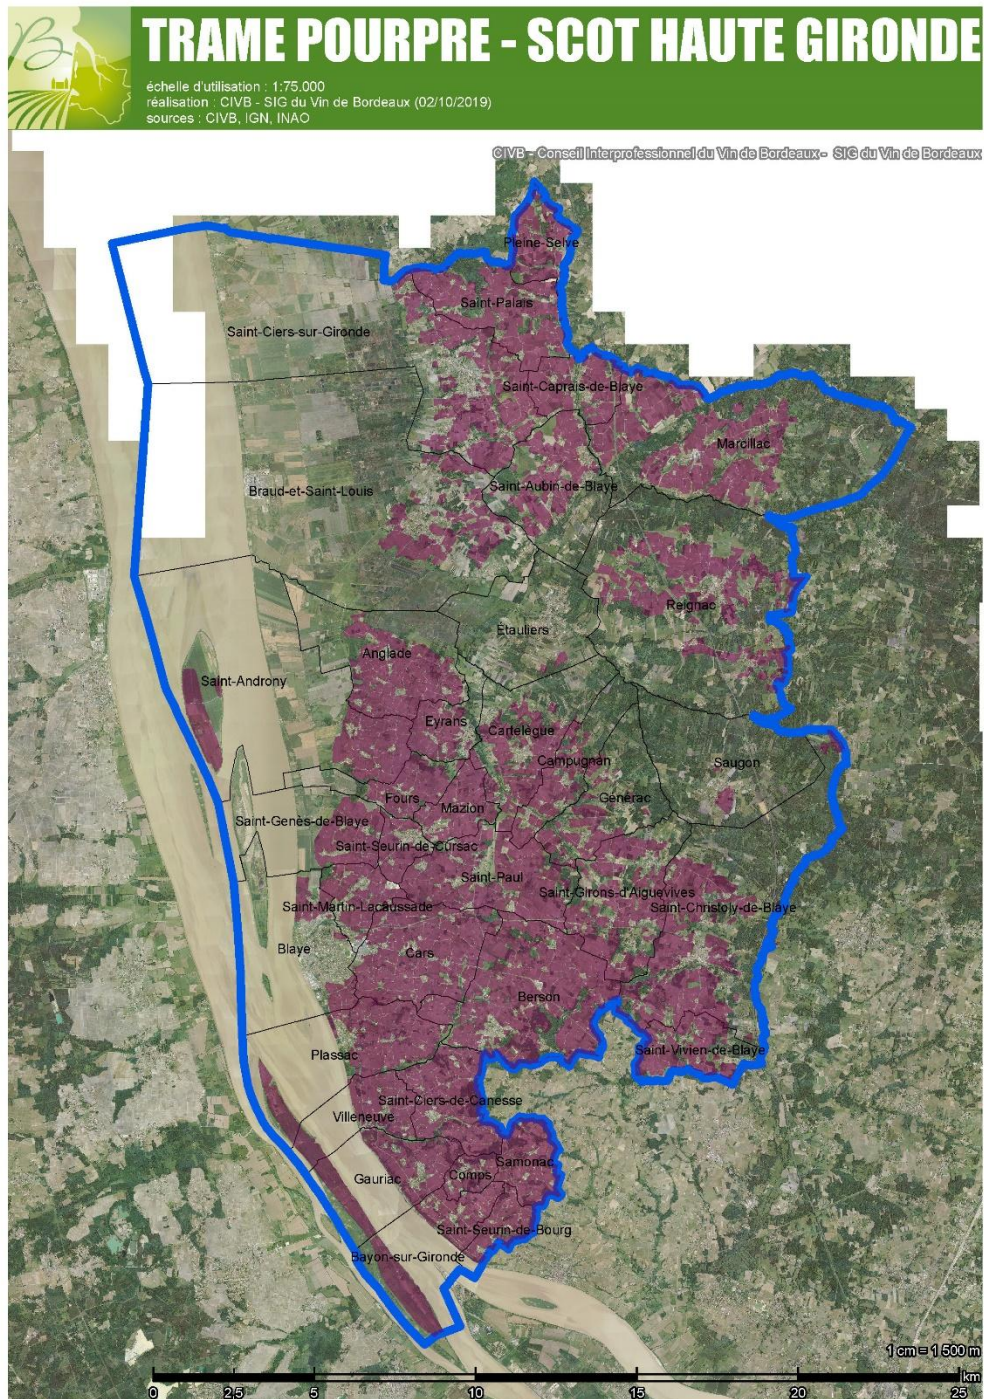 B
TRAME POURPRE - SCOT HAUTE GIRONDE
échelle d'utilisation : 1:75.000
réalisation : CIVB - SIG du Vin de Bordeaux (02/10/2019)
sources : CIVB, IGN, INAO
CIVB - Conseil Interprofessionnel du Vin de Bordeaux - SIG du Vin de Bordeaux
Pleine-Selve
Saint-Palais
Saint-Ciers-sur-Gironde
Saint-Caprais-de-Blaye
Marcillac
Saint-Aubin-de-Blaye
Braud-et-Saint-Louis
Reignac
Etauliers
Anglade
Saint-Androny
Eyrans
Cartelègue
Campugnan
Saugon
Générac
Fours
Mazion
Saint-Genès-de-Blaye
Saint-Seurin-de-Cursac
Saint-Paul
Saint-Girons-d'Aiguevives
Saint-Martin-Lacaussade
Saint-Christoly-de-Blaye
Blaye
Cars
Berson
Saint-Vivien-de-Blaye
Plassac
Saint-Ciers-de-Canesse
Villeneuve
Samonac
Comps
Gauriac
Saint-Seurin-de-Bourg
Bayon-sur-Gironde
1 cm = 1 500 m
km
0 2,5 5 10 15 20 25